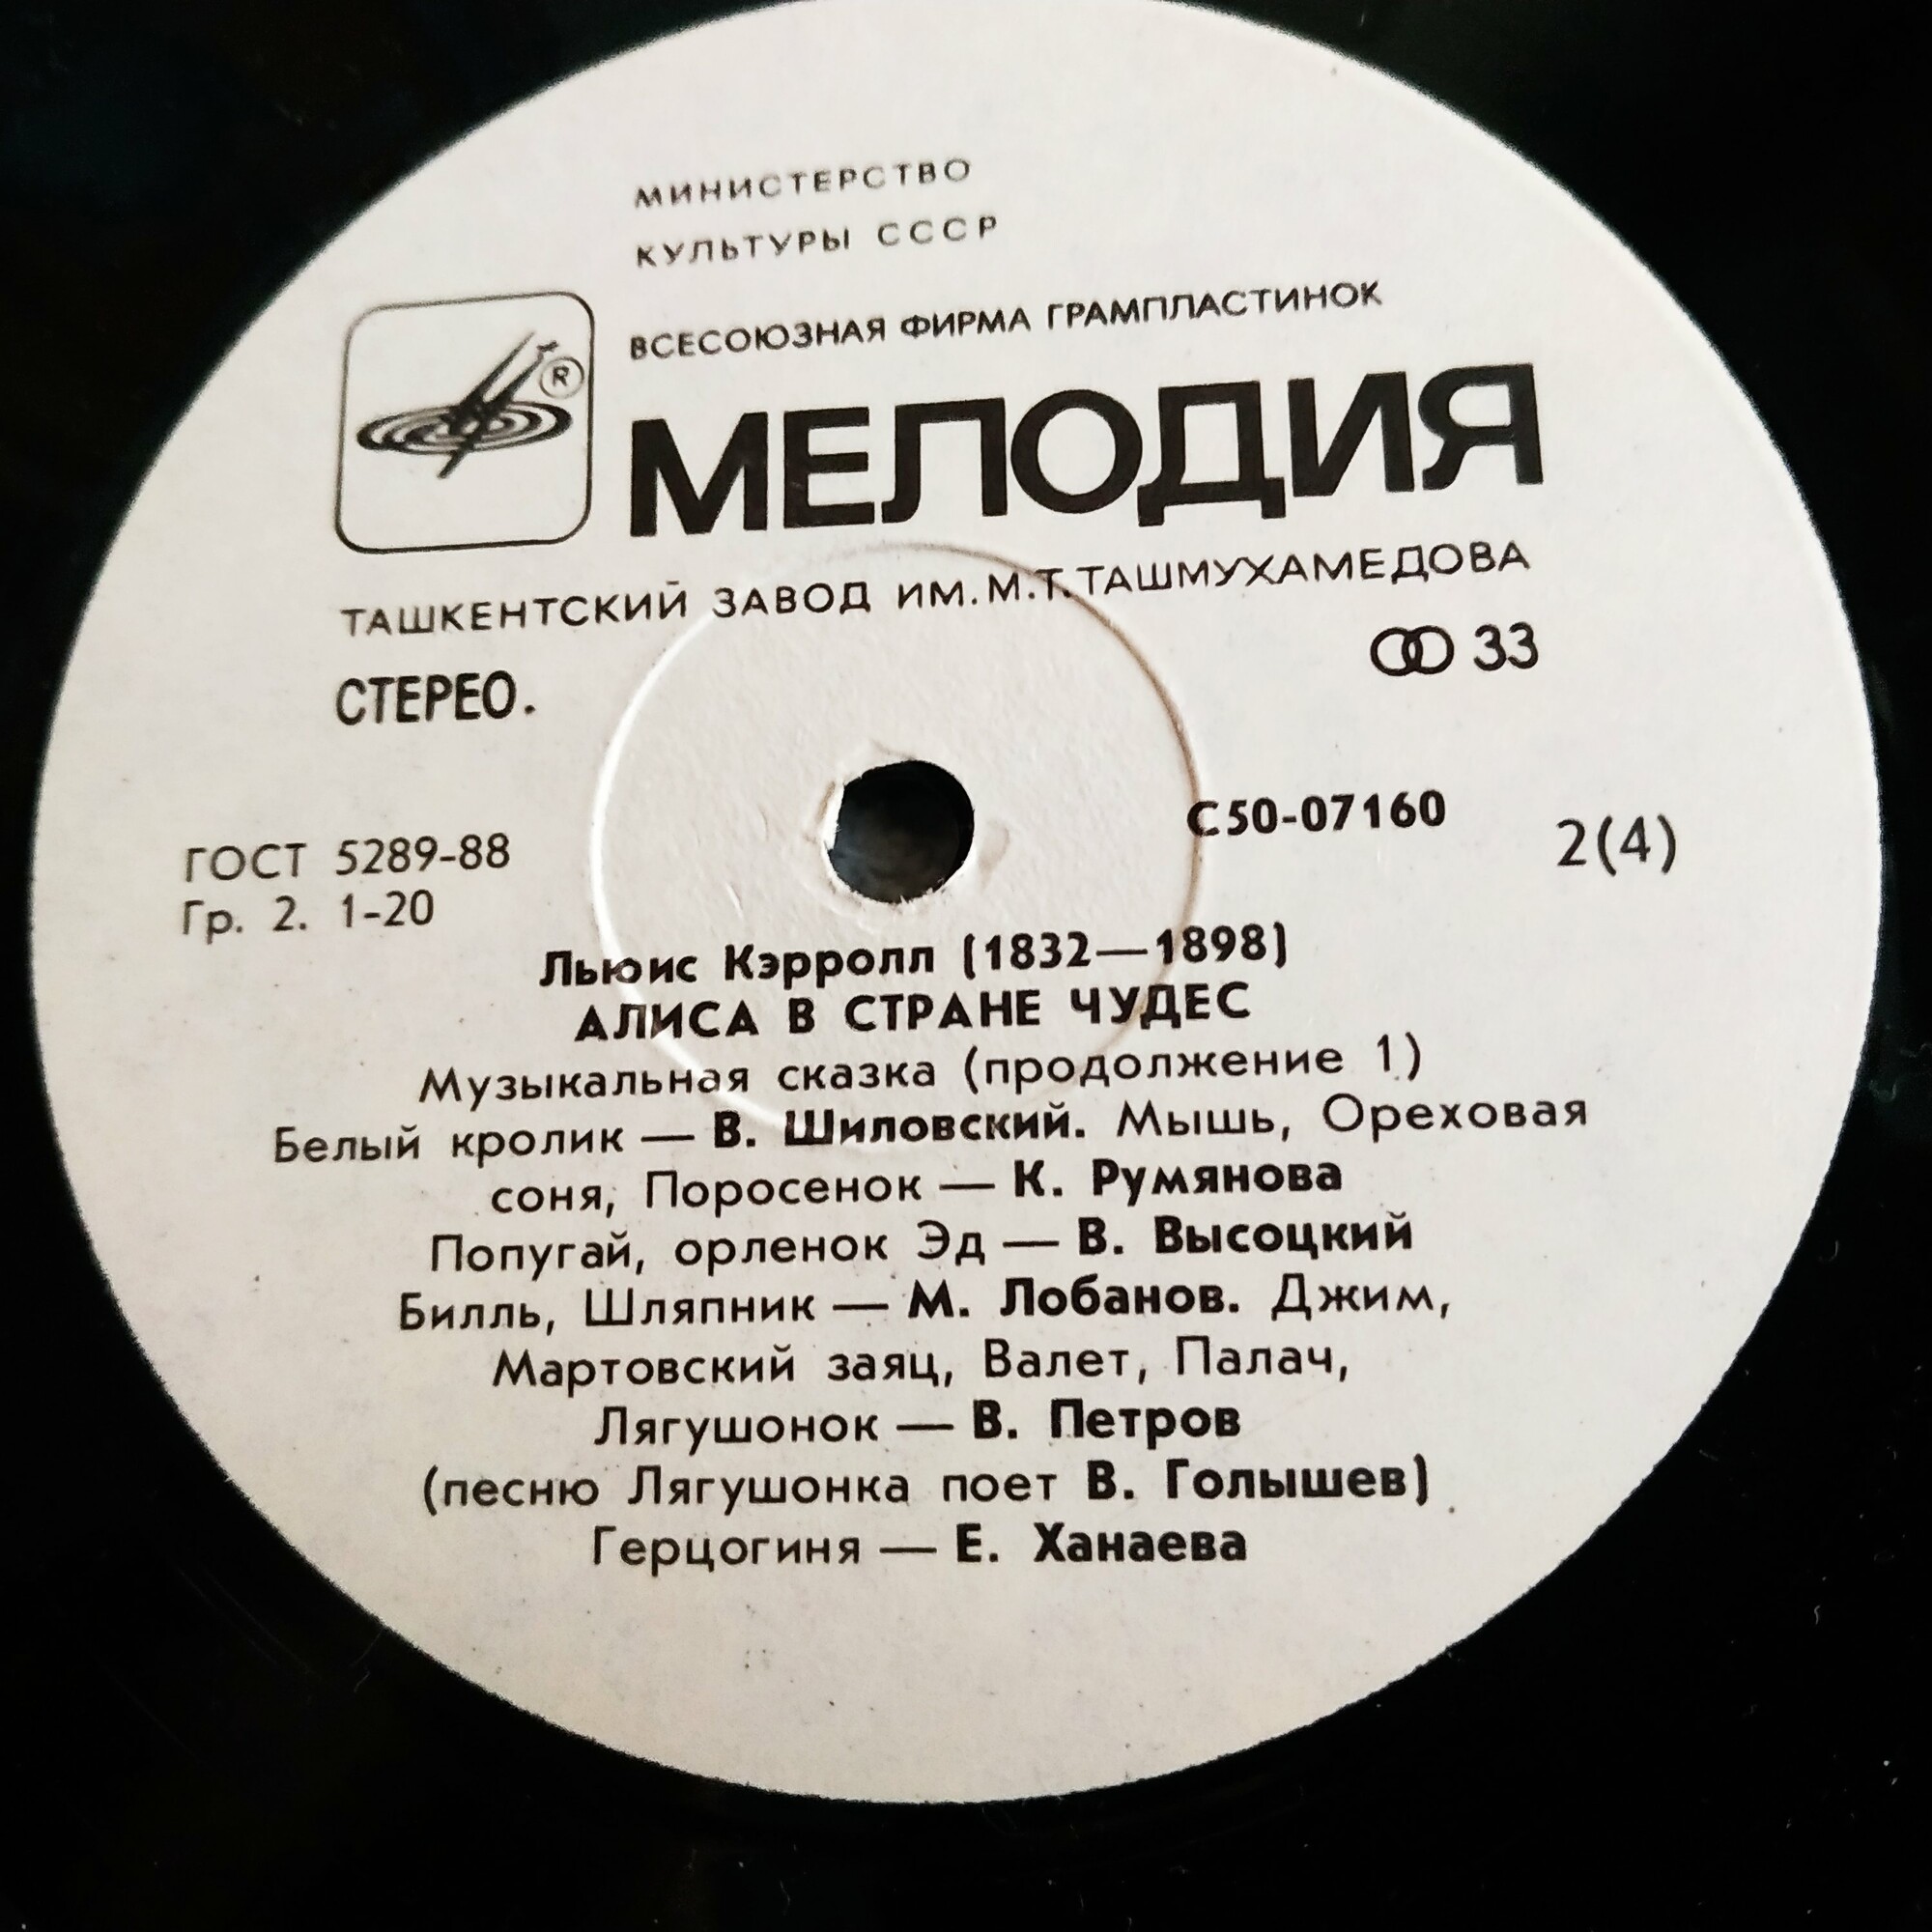 МИНИСТЕРСТВО
КУЛЬТУРЫ СССР
ВСЕСОЮЗНАЯ ФИРМА ГРАМПЛАСТИНОК
®
МЕЛОДИЯ
ТАШКЕНТСКИЙ ЗАВОД ИМ. М.Т. ТАШМУХАМЕДОВА
СТЕРЕО. 33
С50-07160 2(4)
ГОСТ 5289-88
Гр. 2. 1-20
Льюис Кэрролл (1832—1898)
АЛИСА В СТРАНЕ ЧУДЕС
Музыкальная сказка (продолжение 1)
Белый кролик — В. Шиловский. Мышь, Ореховая
соня, Поросенок — К. Румянова
Попугай, орленок Эд — В. Высоцкий
Билль, Шляпник — М. Лобанов. Джим,
Мартовский заяц, Валет, Палач,
Лягушонок — В. Петров
(песню Лягушонка поет В. Голышев)
Герцогиня — Е. Ханаева